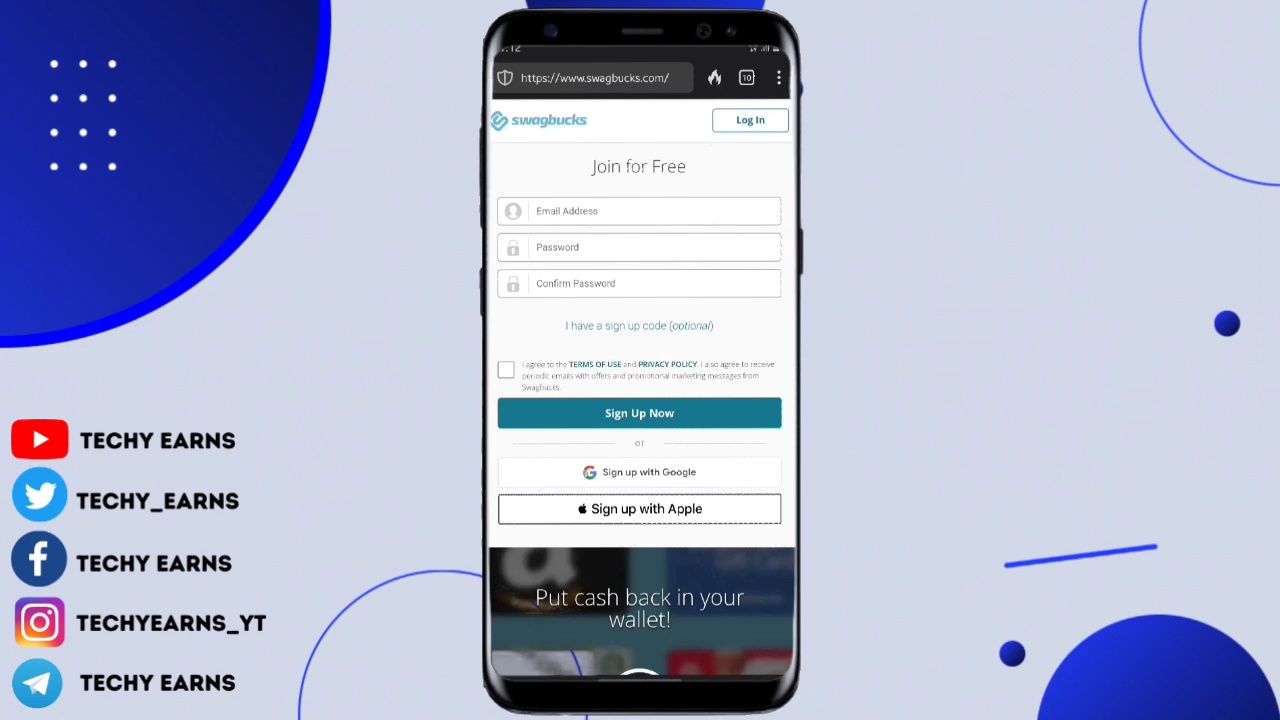 :12
https://www.swagbucks.com/
10
swagbucks
Log In
Join for Free
Email Address
Password
Confirm Password
I have a sign up code (optional)
I agree to the TERMS OF USE and PRIVACY POLICY. I also agree to receive
periodic emails with offers and promotional marketing messages from
Swagbucks.
Sign Up Now
or
Sign up with Google
Sign up with Apple
Put cash back in your
wallet!
TECHY EARNS
TECHY_EARNS
TECHY EARNS
TECHYEARNS_YT
TECHY EARNS